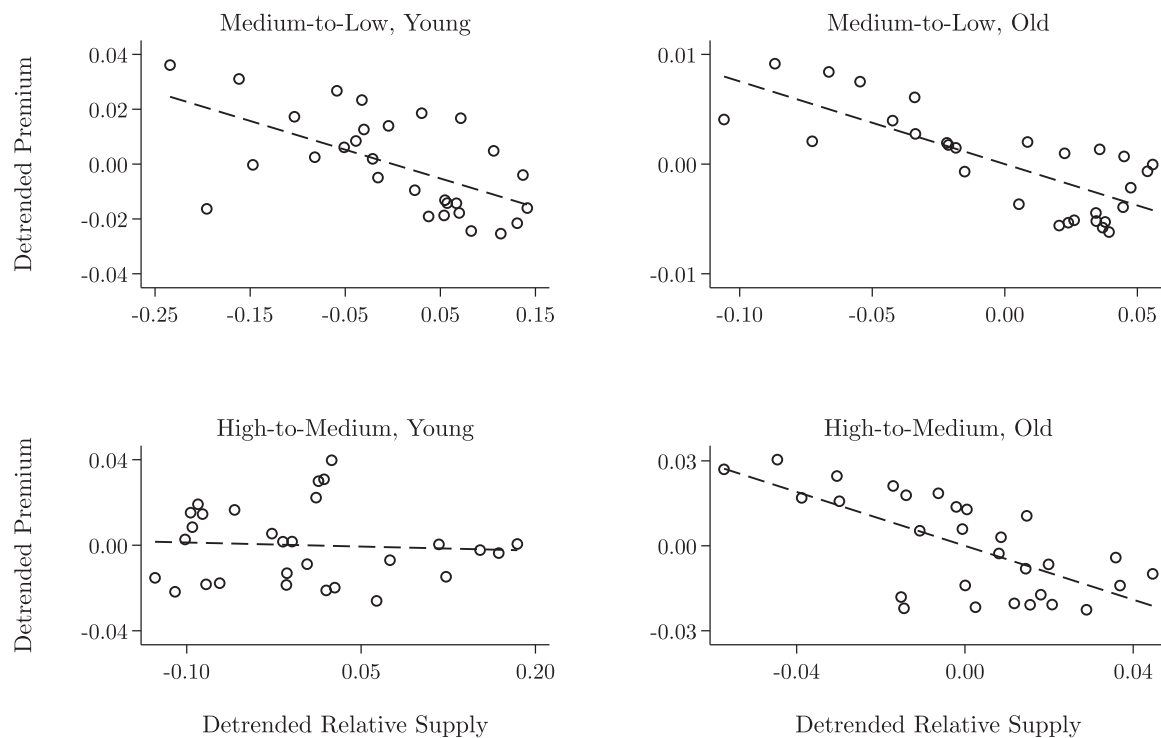 Medium-to-Low, Young
Detrended Premium
0.04
0.02
0.00
-0.02
-0.04
-0.25 -0.15 -0.05 0.05 0.15
Medium-to-Low, Old
0.01
0.00
-0.01
-0.10 -0.05 0.00 0.05
High-to-Medium, Young
Detrended Premium
0.04
0.00
-0.04
-0.10 0.05 0.20
Detrended Relative Supply
High-to-Medium, Old
0.03
0.00
-0.03
-0.04 0.00 0.04
Detrended Relative Supply